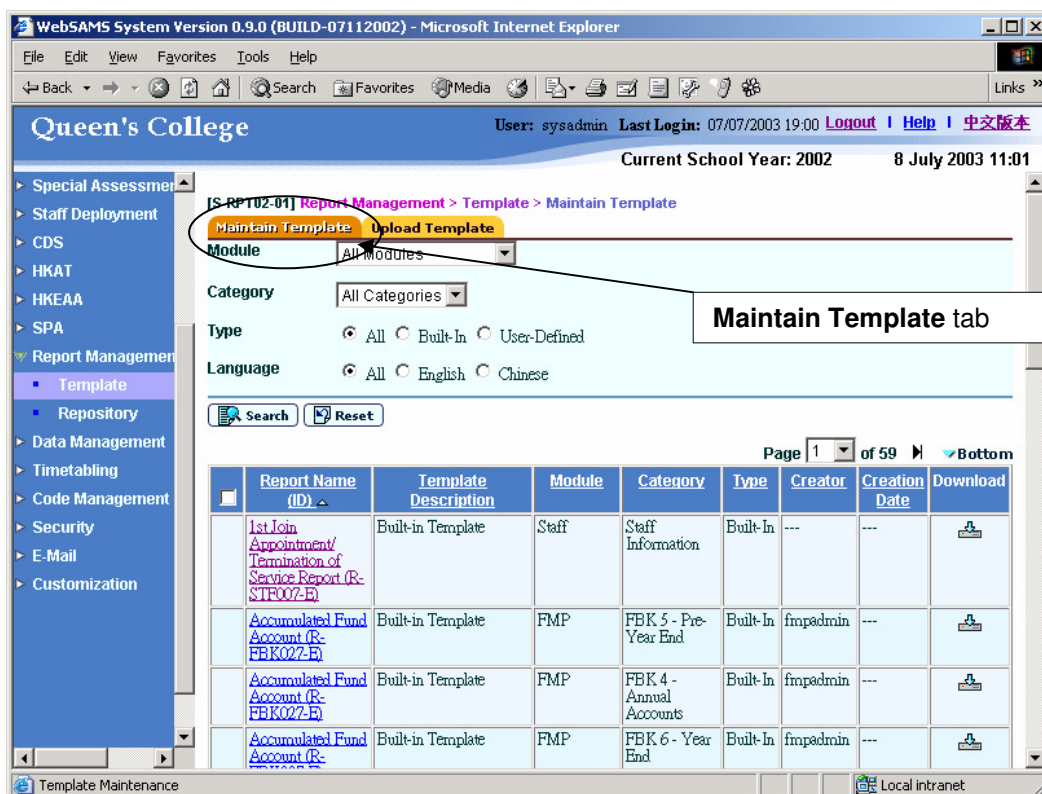 WebSAMS System Version 0.9.0 (BUILD-07112002) - Microsoft Internet Explorer
File Edit View Favorites Tools Help
Back Search Favorites Media Links »
Queen's College
User: sysadmin Last Login: 07/07/2003 19:00 Logout | Help | 中文版本
Current School Year: 2002 8 July 2003 11:01
Special Assessmen
Staff Deployment
CDS
HKAT
HKEAA
SPA
Report Managemen
Template
Repository
Data Management
Timetabling
Code Management
Security
E-Mail
Customization
[S-RPT02-01] Report Management > Template > Maintain Template
Maintain Template Upload Template
Module All Modules
Category All Categories
Type All Built-In User-Defined
Language All English Chinese
Maintain Template tab
Search Reset
Page 1 of 59 Bottom
Report Name (ID) Template Description Module Category Type Creator Creation Date Download
1st Join Appointment/ Termination of Service Report (R-STF007-E) Built-in Template Staff Staff Information Built-In --- ---
Accumulated Fund Account (R-FBK027-E) Built-in Template FMP FBK 5 - Pre-Year End Built-In fmpadmin ---
Accumulated Fund Account (R-FBK027-E) Built-in Template FMP FBK 4 - Annual Accounts Built-In fmpadmin ---
Accumulated Fund Account (R- Built-in Template FMP FBK 6 - Year End Built-In fmpadmin ---
Template Maintenance Local intranet